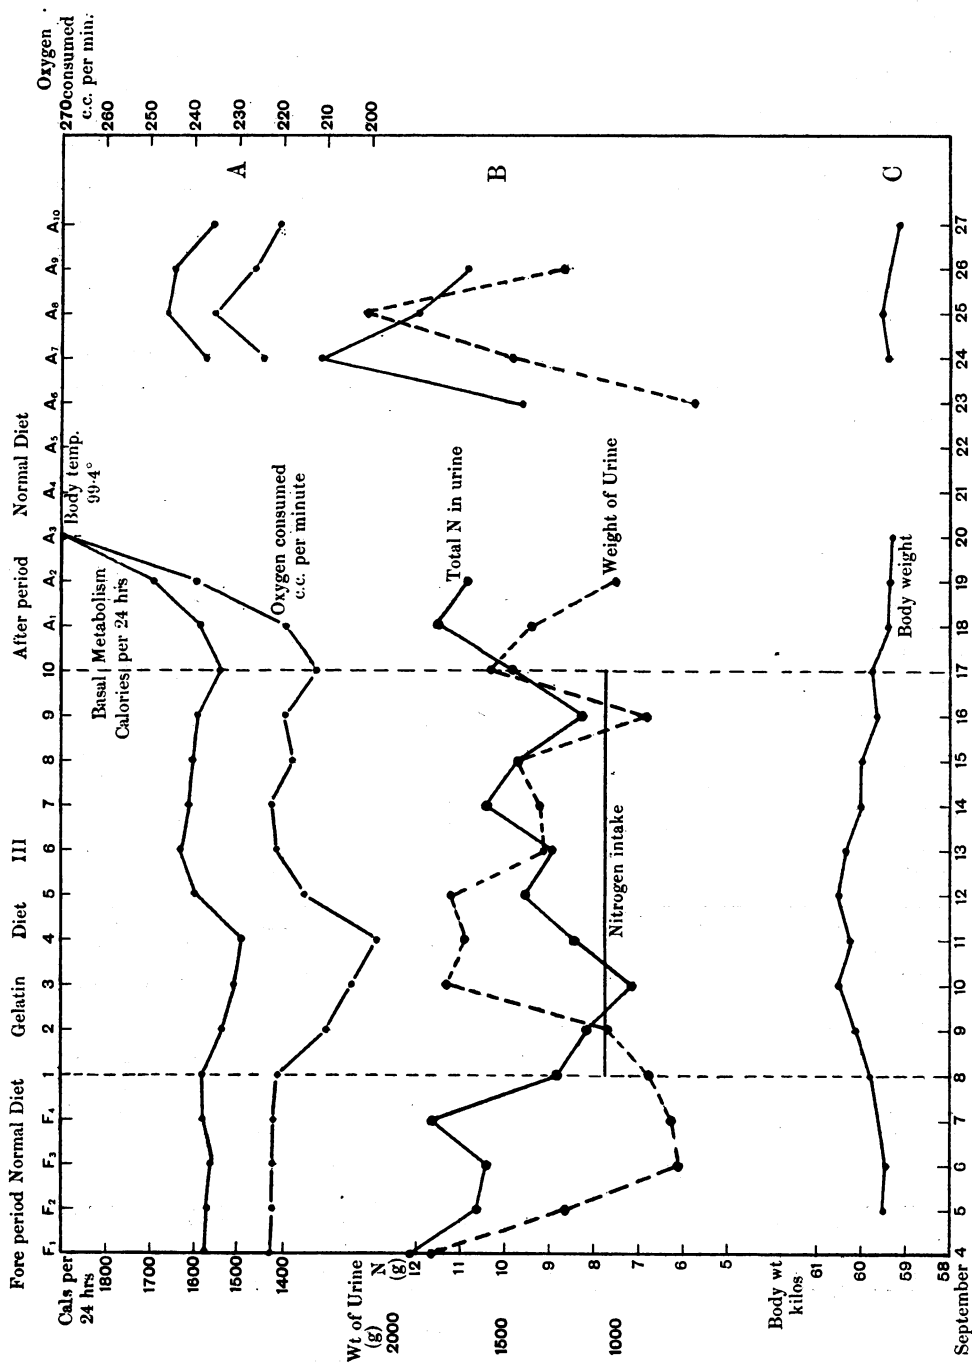 Fore period Normal Diet Gelatin Diet III After period Normal Diet
F1 F2 F3 F4 1 2 3 4 5 6 7 8 9 10 A1 A2 A3 A4 A5 A6 A7 A8 A9 A10
Oxygen
consumed
c.c. per min.
270
260
250
240
230
220
210
200
Cals per
24 hrs
1800
1700
1600
1500
1400
Body temp.
99·4°
Basal Metabolism
Calories per 24 hrs
Oxygen consumed
c.c. per minute
A
Wt of Urine
(g)
2000
1500
1000
N
(g)
12
11
10
9
8
7
6
5
Total N in urine
Weight of Urine
Nitrogen intake
B
Body wt
kilos
61
60
59
58
Body weight
C
September 4 5 6 7 8 9 10 11 12 13 14 15 16 17 18 19 20 21 22 23 24 25 26 27